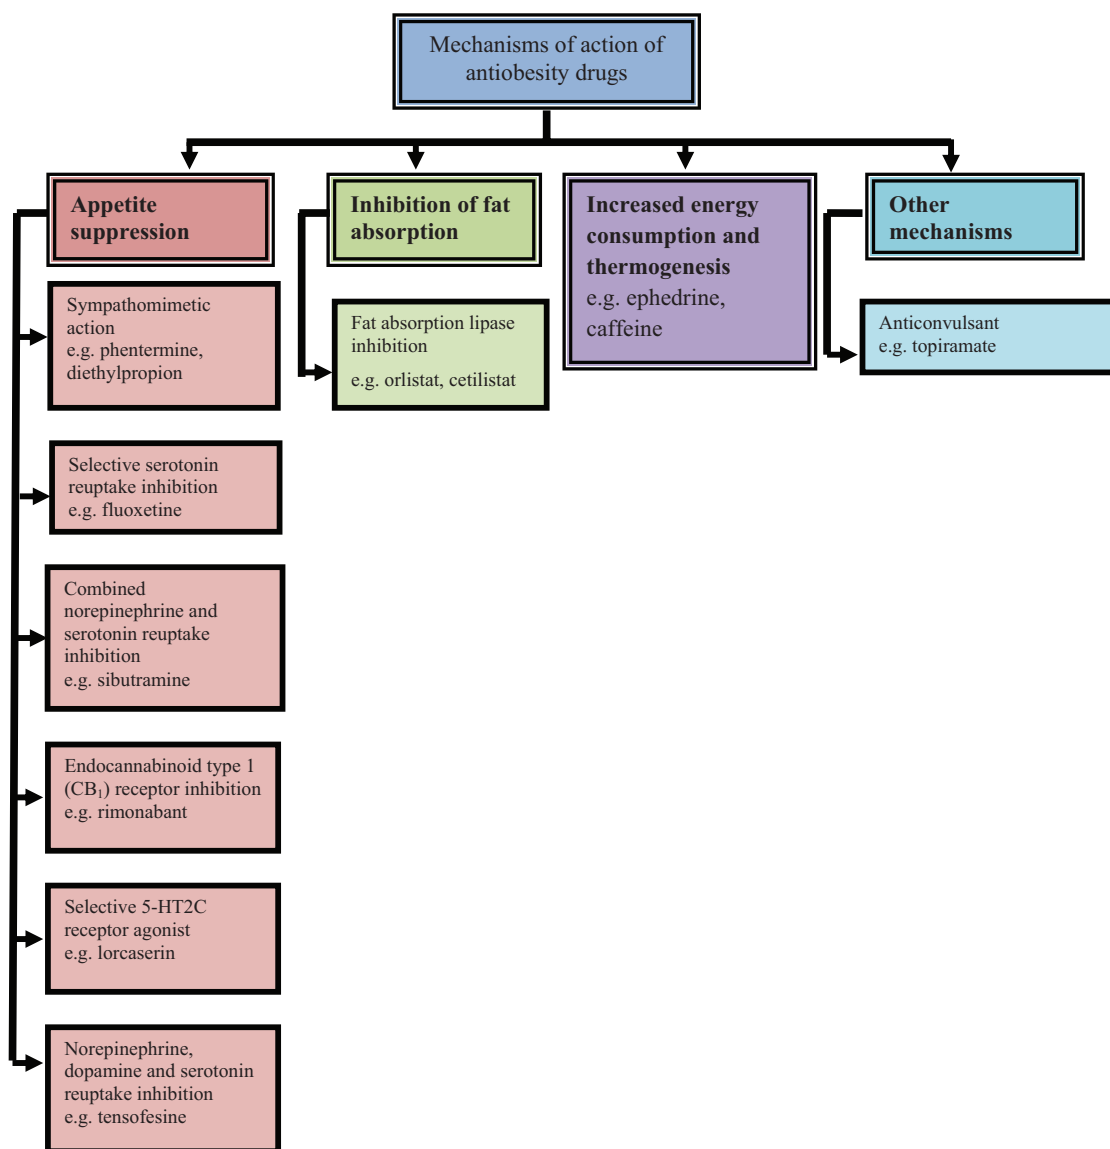 Mechanisms of action of
antiobesity drugs
Appetite
suppression
Sympathomimetic
action
e.g. phentermine,
diethylpropion
Selective serotonin
reuptake inhibition
e.g. fluoxetine
Combined
norepinephrine and
serotonin reuptake
inhibition
e.g. sibutramine
Endocannabinoid type 1
(CB₁) receptor inhibition
e.g. rimonabant
Selective 5-HT2C
receptor agonist
e.g. lorcaserin
Norepinephrine,
dopamine and serotonin
reuptake inhibition
e.g. tensofesine
Inhibition of fat
absorption
Fat absorption lipase
inhibition
e.g. orlistat, cetilistat
Increased energy
consumption and
thermogenesis
e.g. ephedrine,
caffeine
Other
mechanisms
Anticonvulsant
e.g. topiramate